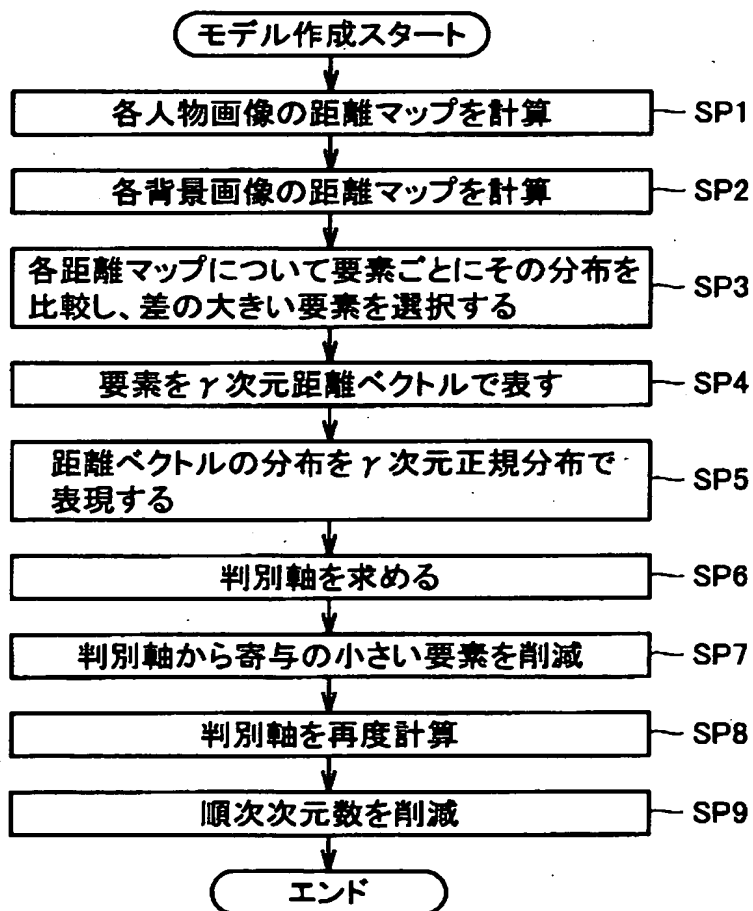 モデル作成スタート
各人物画像の距離マップを計算
SP1
各背景画像の距離マップを計算
SP2
各距離マップについて要素ごとにその分布を
比較し、差の大きい要素を選択する
SP3
要素をγ次元距離ベクトルで表す
SP4
距離ベクトルの分布をγ次元正規分布で
表現する
SP5
判別軸を求める
SP6
判別軸から寄与の小さい要素を削減
SP7
判別軸を再度計算
SP8
順次次元数を削減
SP9
エンド